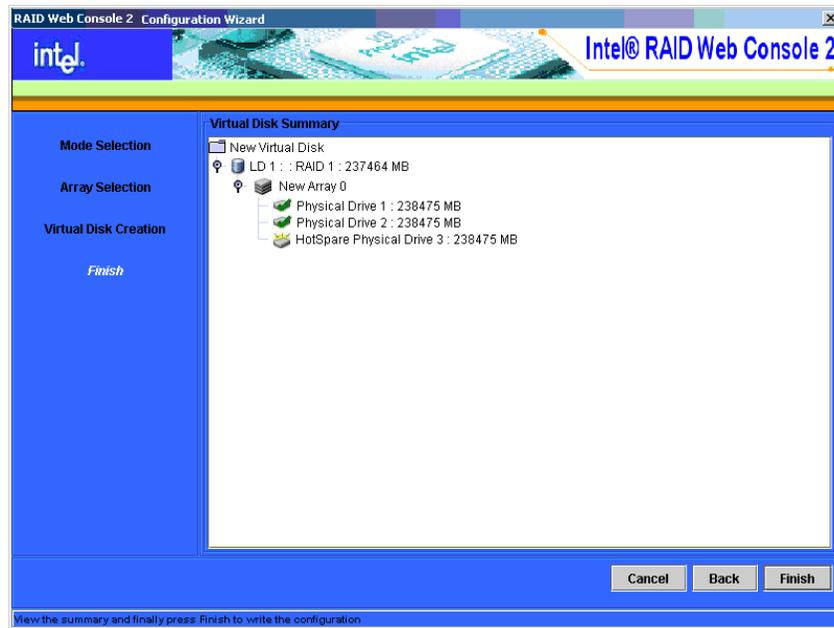 RAID Web Console 2 Configuration Wizard
intel.
Intel® RAID Web Console 2
Virtual Disk Summary
Mode Selection
Array Selection
Virtual Disk Creation
Finish
New Virtual Disk
LD 1 : : RAID 1 : 237464 MB
New Array 0
Physical Drive 1 : 238475 MB
Physical Drive 2 : 238475 MB
HotSpare Physical Drive 3 : 238475 MB
Cancel Back Finish
View the summary and finally press Finish to write the configuration